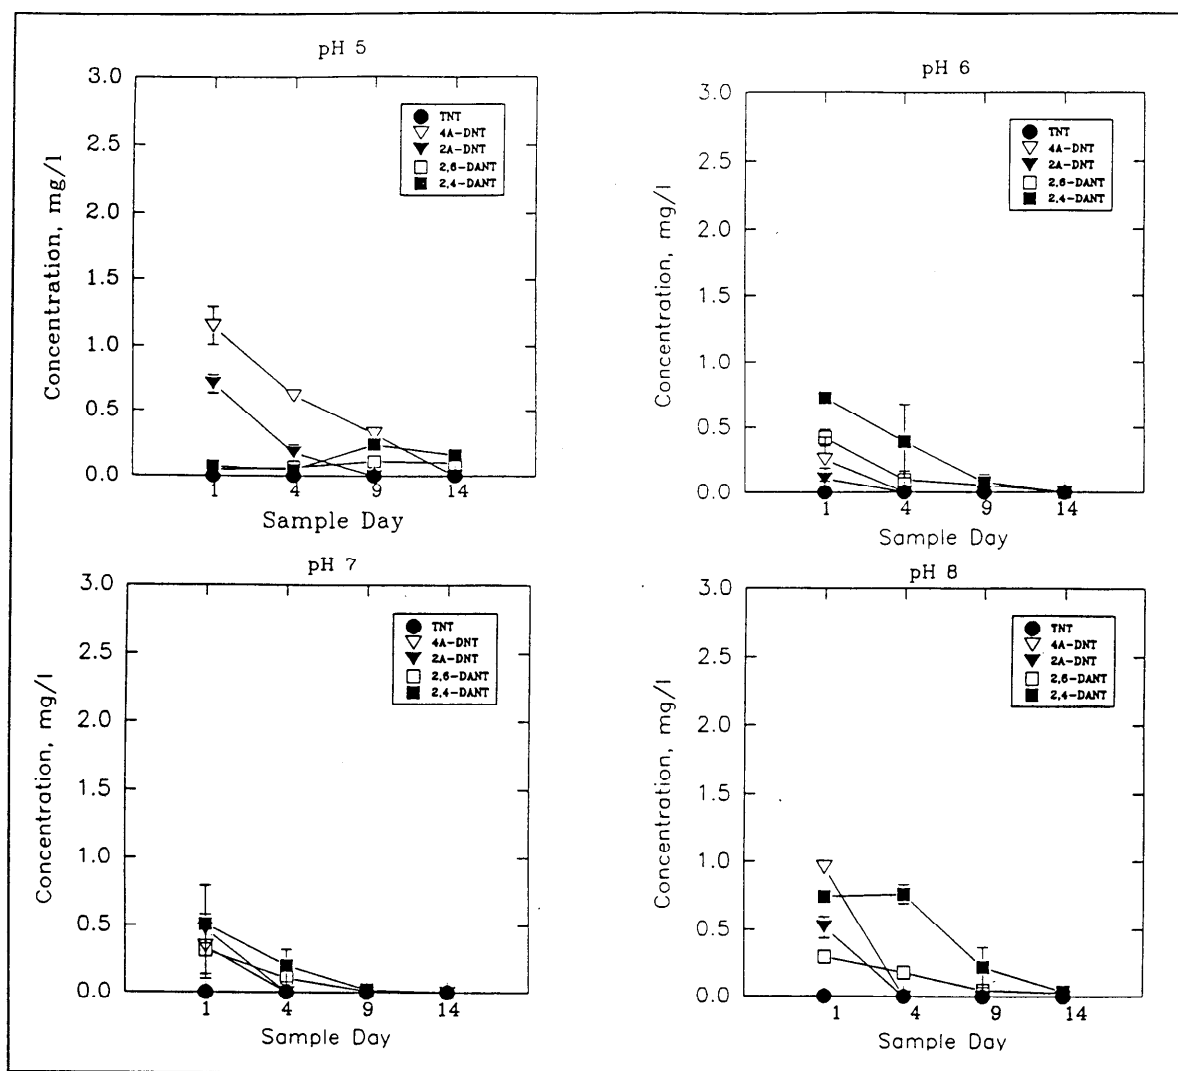 pH 5
3.0
2.5
2.0
1.5
1.0
0.5
0.0
Concentration, mg/l
TNT
4A-DNT
2A-DNT
2,6-DANT
2,4-DANT
1 4 9 14
Sample Day
pH 6
3.0
2.5
2.0
1.5
1.0
0.5
0.0
Concentration, mg/l
TNT
4A-DNT
2A-DNT
2,6-DANT
2,4-DANT
1 4 9 14
Sample Day
pH 7
3.0
2.5
2.0
1.5
1.0
0.5
0.0
Concentration, mg/l
TNT
4A-DNT
2A-DNT
2,6-DANT
2,4-DANT
1 4 9 14
Sample Day
pH 8
3.0
2.5
2.0
1.5
1.0
0.5
0.0
Concentration, mg/l
TNT
4A-DNT
2A-DNT
2,6-DANT
2,4-DANT
1 4 9 14
Sample Day